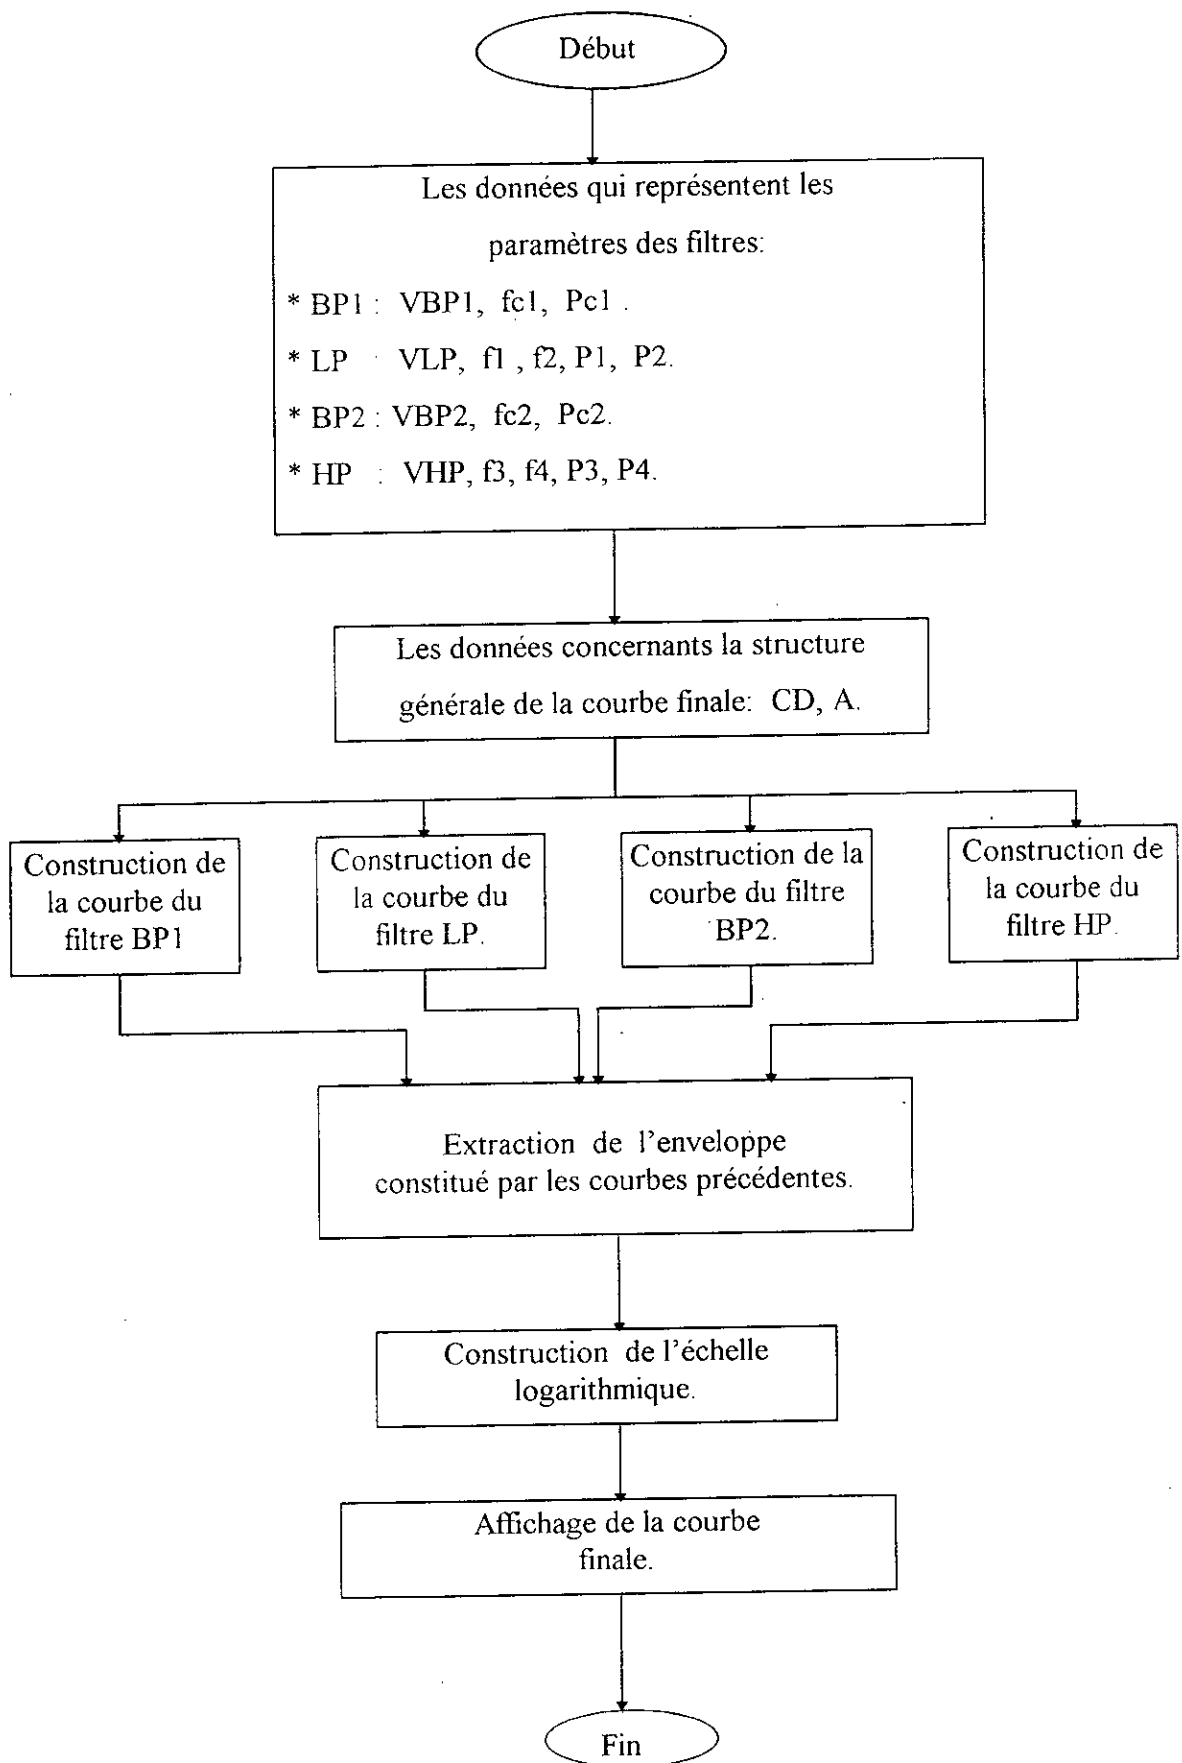 Début
Les données qui représentent les
paramètres des filtres:
* BP1 : VBP1, fc1, Pc1 .
* LP : VLP, f1 , f2, P1, P2.
* BP2 : VBP2, fc2, Pc2.
* HP : VHP, f3, f4, P3, P4.
Les données concernants la structure
générale de la courbe finale: CD, A.
Construction de
la courbe du
filtre BP1
Construction de
la courbe du
filtre LP.
Construction de la
courbe du filtre
BP2.
Construction de
la courbe du
filtre HP.
Extraction de l'enveloppe
constitué par les courbes précédentes.
Construction de l'échelle
logarithmique.
Affichage de la courbe
finale.
Fin